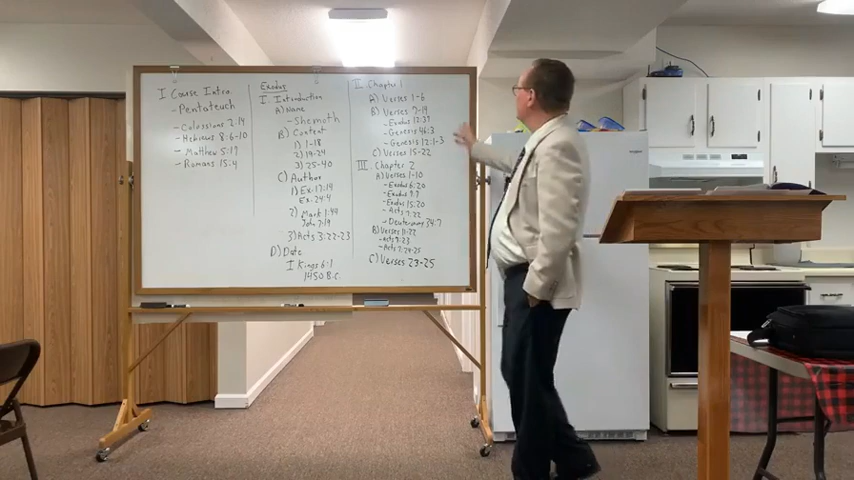 I Course Intro
- Pentateuch
- Colossians 2:14
- Hebrews 8:6-10
- Matthew 5:17
- Romans 15:4
Exodus
I. Introduction
A) Name
- Shemoth
B) Content
1) 1-18
2) 19-24
3) 25-40
C) Author
1) Ex. 17:14
Ex. 24:4
2) Mark 1:44
John 7:19
3) Acts 3:22-23
D) Date
I Kings 6:1
1450 B.C.
II. Chapter 1
A) Verses 1-6
B) Verses 7-14
- Exodus 12:37
- Genesis 46:3
- Genesis 12:1-3
C) Verses 15-22
III. Chapter 2
A) Verses 1-10
- Exodus 6:20
- Exodus 7:7
- Exodus 15:20
- Acts 7:22
- Deuteronomy 34:7
B) Verses 11-22
- Acts 7:23
- Acts 7:24-25
C) Verses 23-25